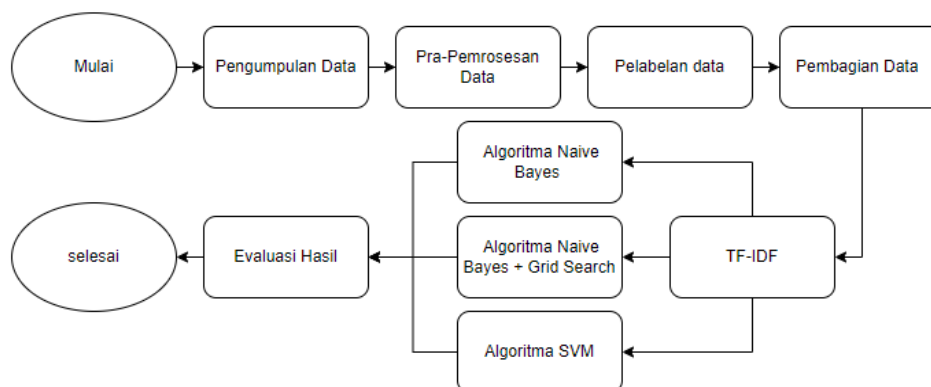 Mulai
Pengumpulan Data
Pra-Pemrosesan
Data
Pelabelan data
Pembagian Data
Algoritma Naive
Bayes
selesai
Evaluasi Hasil
Algoritma Naive
Bayes + Grid Search
TF-IDF
Algoritma SVM